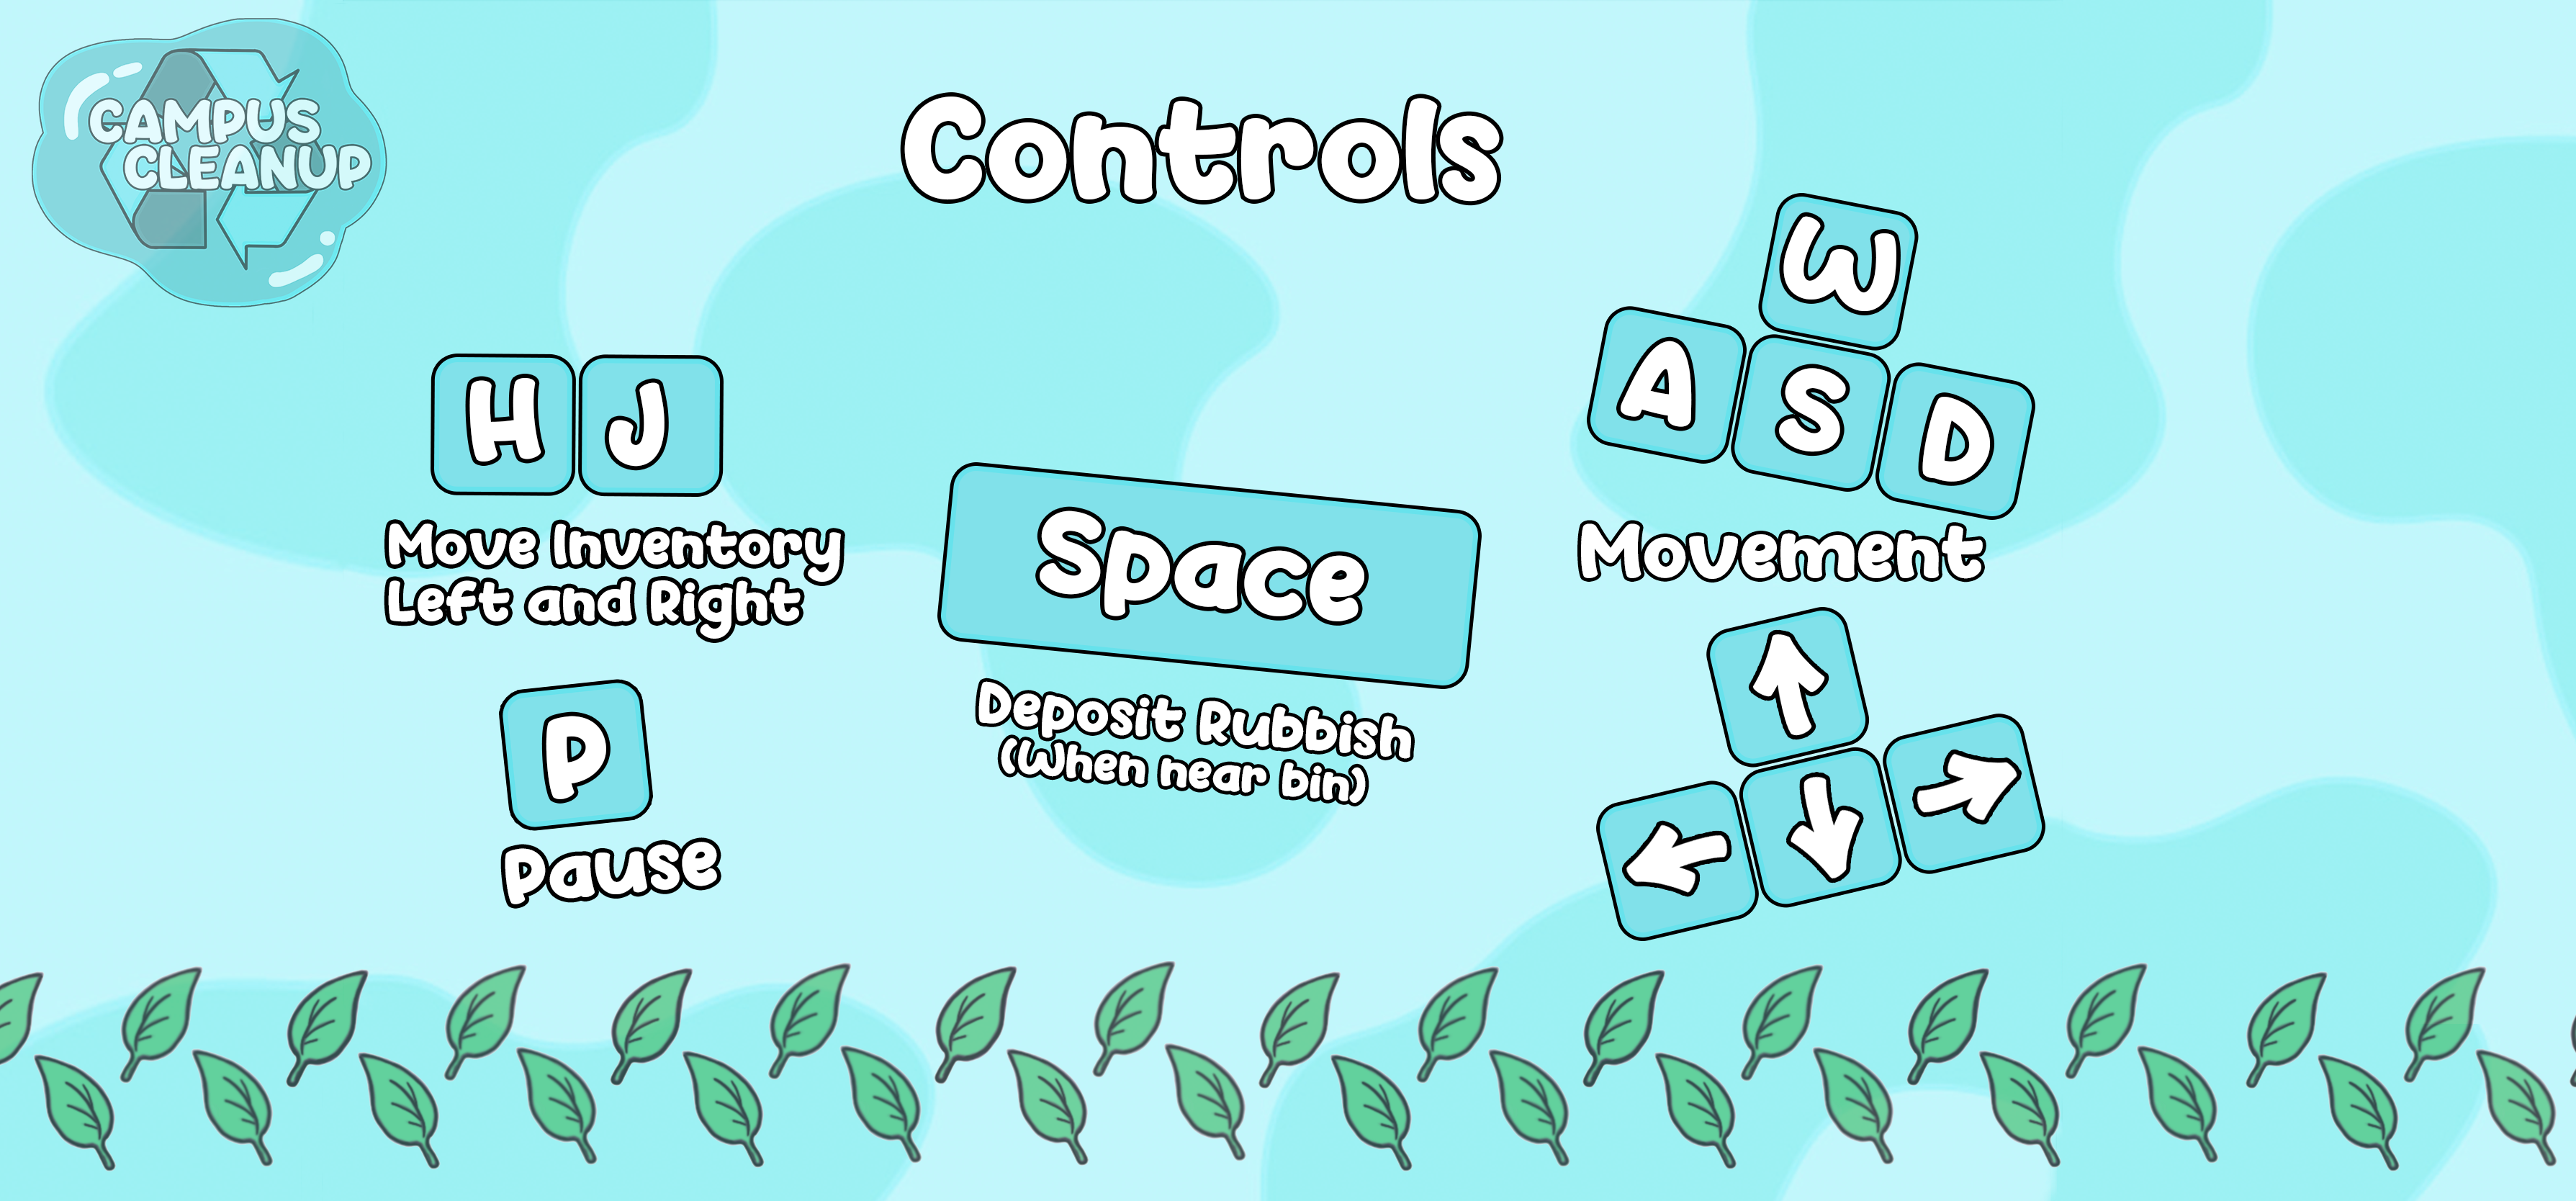 CAMPUS
CLEANUP
Controls
H J
Move Inventory
Left and Right
P
Pause
Space
Deposit Rubbish
(When near bin)
W
A S D
Movement
↑
← ↓ →